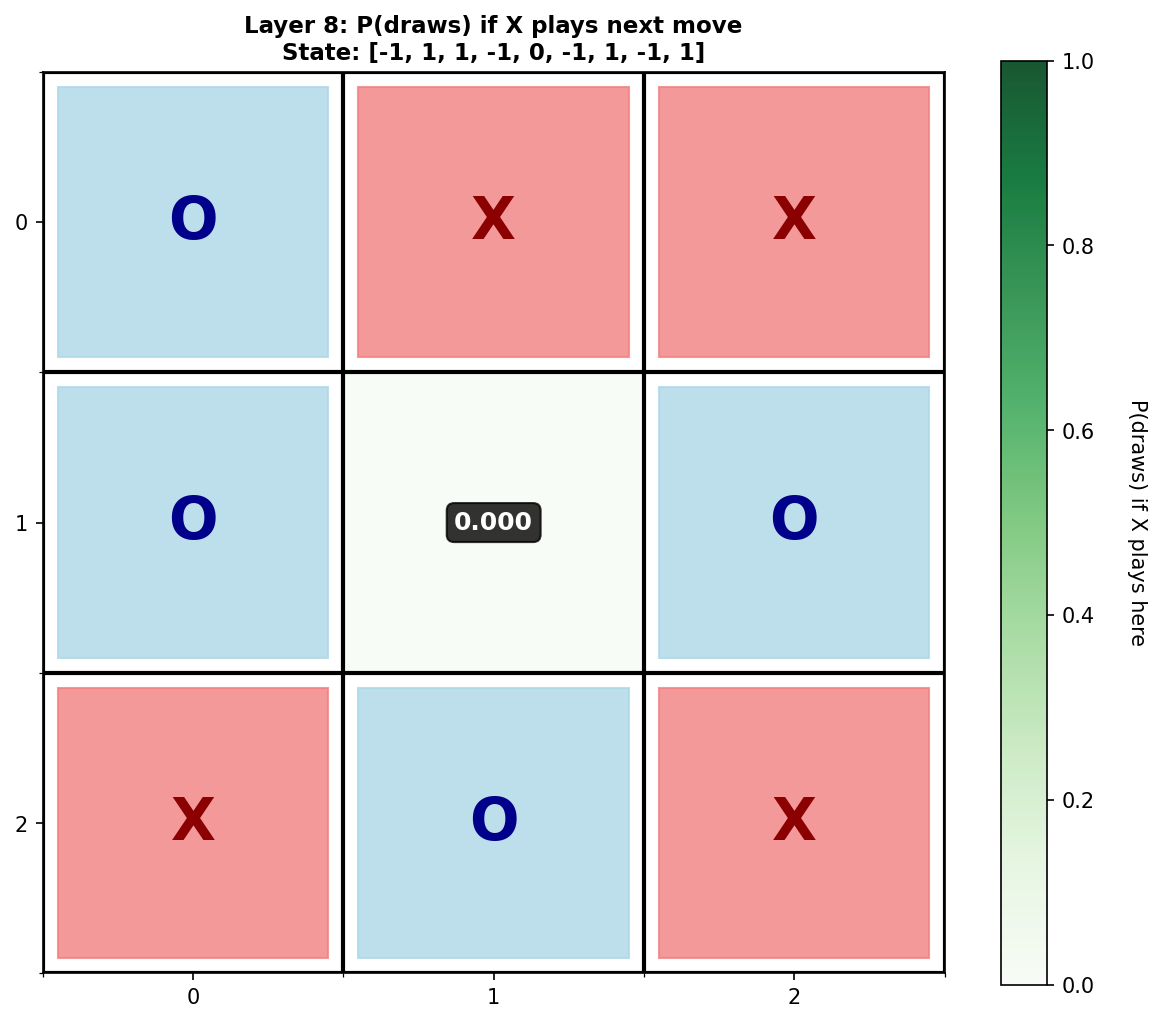 Layer 8: P(draws) if X plays next move
State: [-1, 1, 1, -1, 0, -1, 1, -1, 1]
0
O
X
X
1
O
0.000
O
2
X
O
X
0
1
2
1.0
0.8
0.6
0.4
0.2
0.0
P(draws) if X plays here